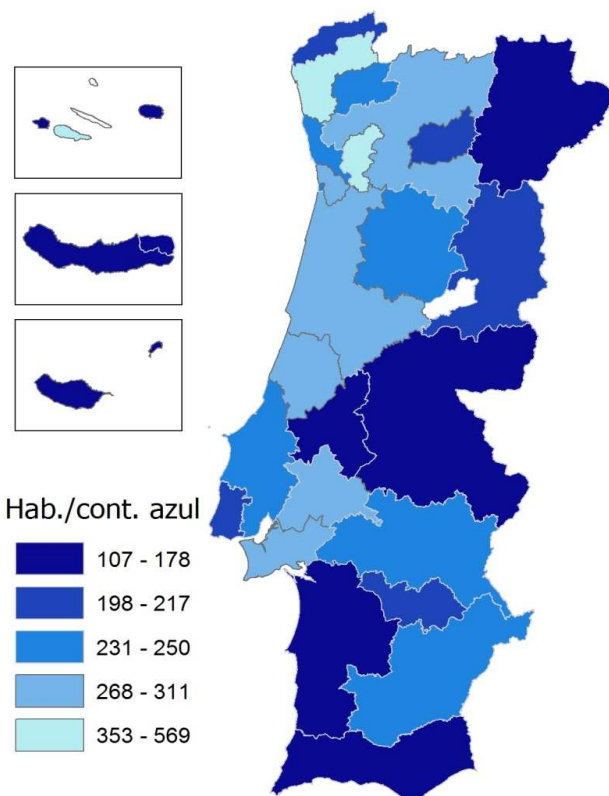 Hab./cont. azul
107 - 178
198 - 217
231 - 250
268 - 311
353 - 569